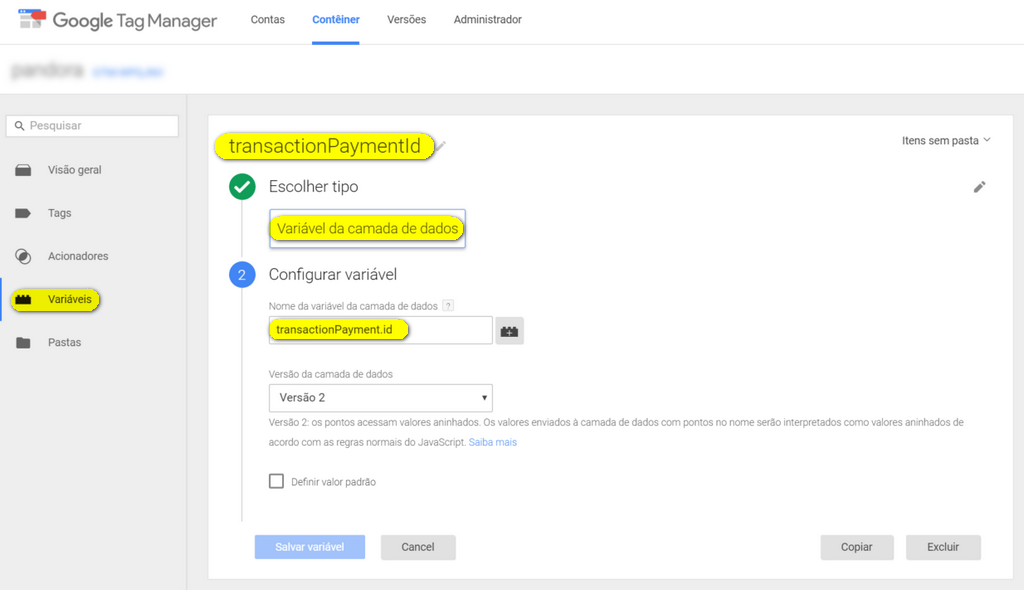 Google Tag Manager
Contas
Contêiner
Versões
Administrador
pandora
Pesquisar
Visão geral
Tags
Acionadores
Variáveis
Pastas
transactionPaymentId
Itens sem pasta
Escolher tipo
Variável da camada de dados
2
Configurar variável
Nome da variável da camada de dados ?
transactionPayment.id
Versão da camada de dados
Versão 2
Versão 2: os pontos acessam valores aninhados. Os valores enviados à camada de dados com pontos no nome serão interpretados como valores aninhados de
acordo com as regras normais do JavaScript. Saiba mais
Definir valor padrão
Salvar variável
Cancel
Copiar
Excluir